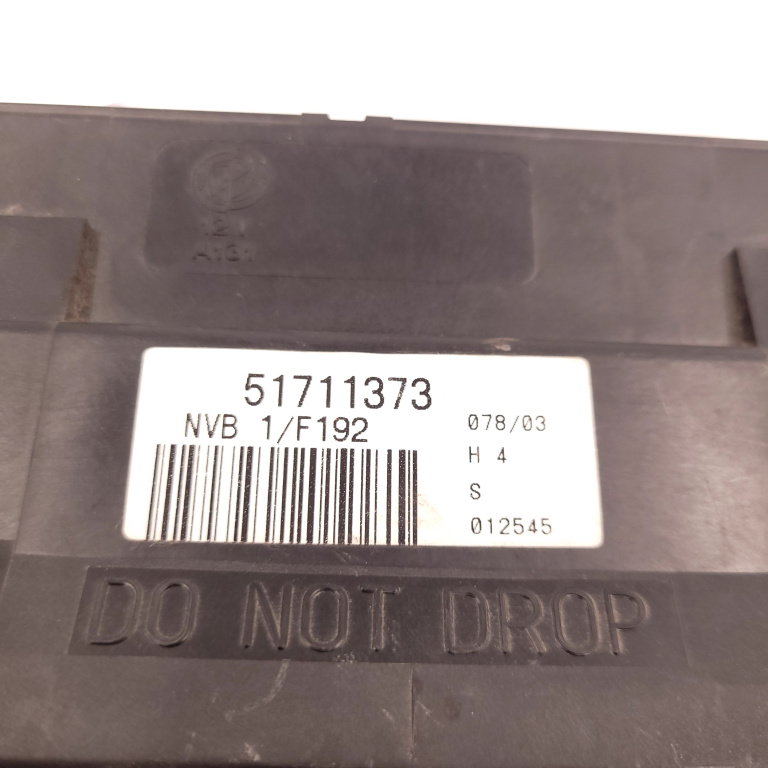 51711373
NVB 1/F192
078/03
H 4
S
012545
DO NOT DROP